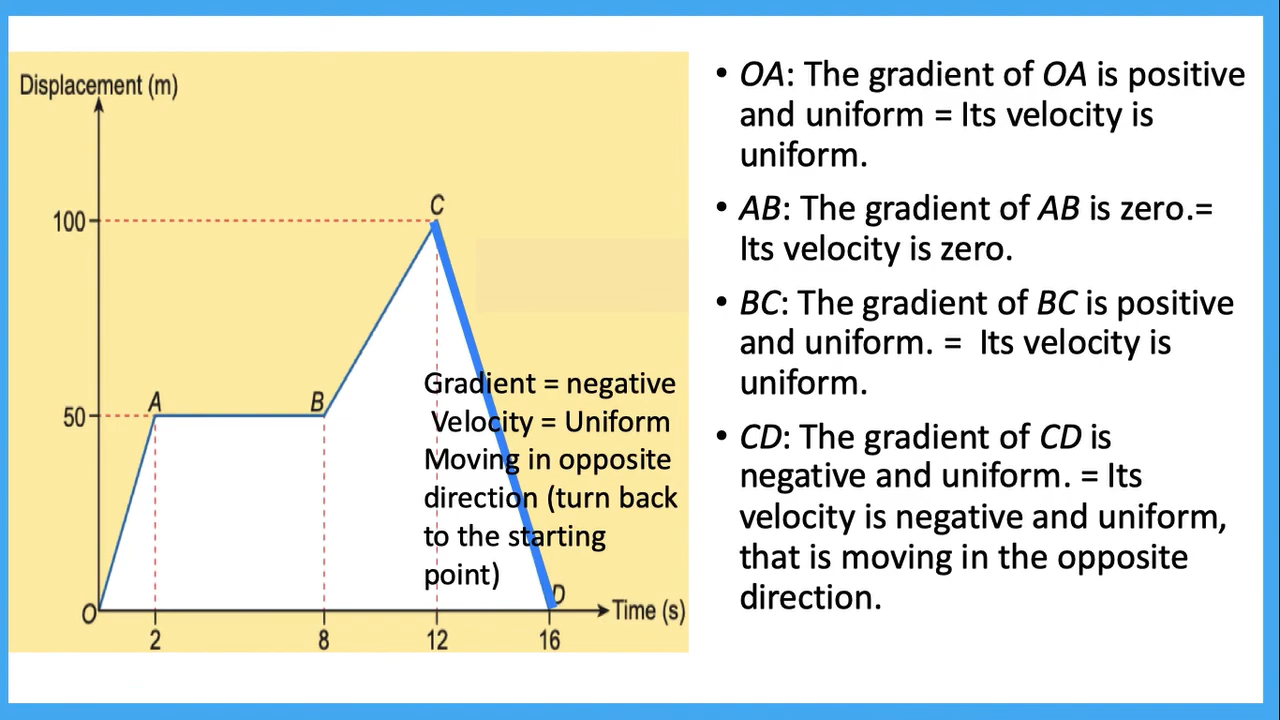 Displacement (m)
C
100
A
B
50
Gradient = negative
Velocity = Uniform
Moving in opposite
direction (turn back
to the starting
point)
D
O
Time (s)
2
8
12
16
• OA: The gradient of OA is positive
and uniform = Its velocity is
uniform.
• AB: The gradient of AB is zero.=
Its velocity is zero.
• BC: The gradient of BC is positive
and uniform. = Its velocity is
uniform.
• CD: The gradient of CD is
negative and uniform. = Its
velocity is negative and uniform,
that is moving in the opposite
direction.